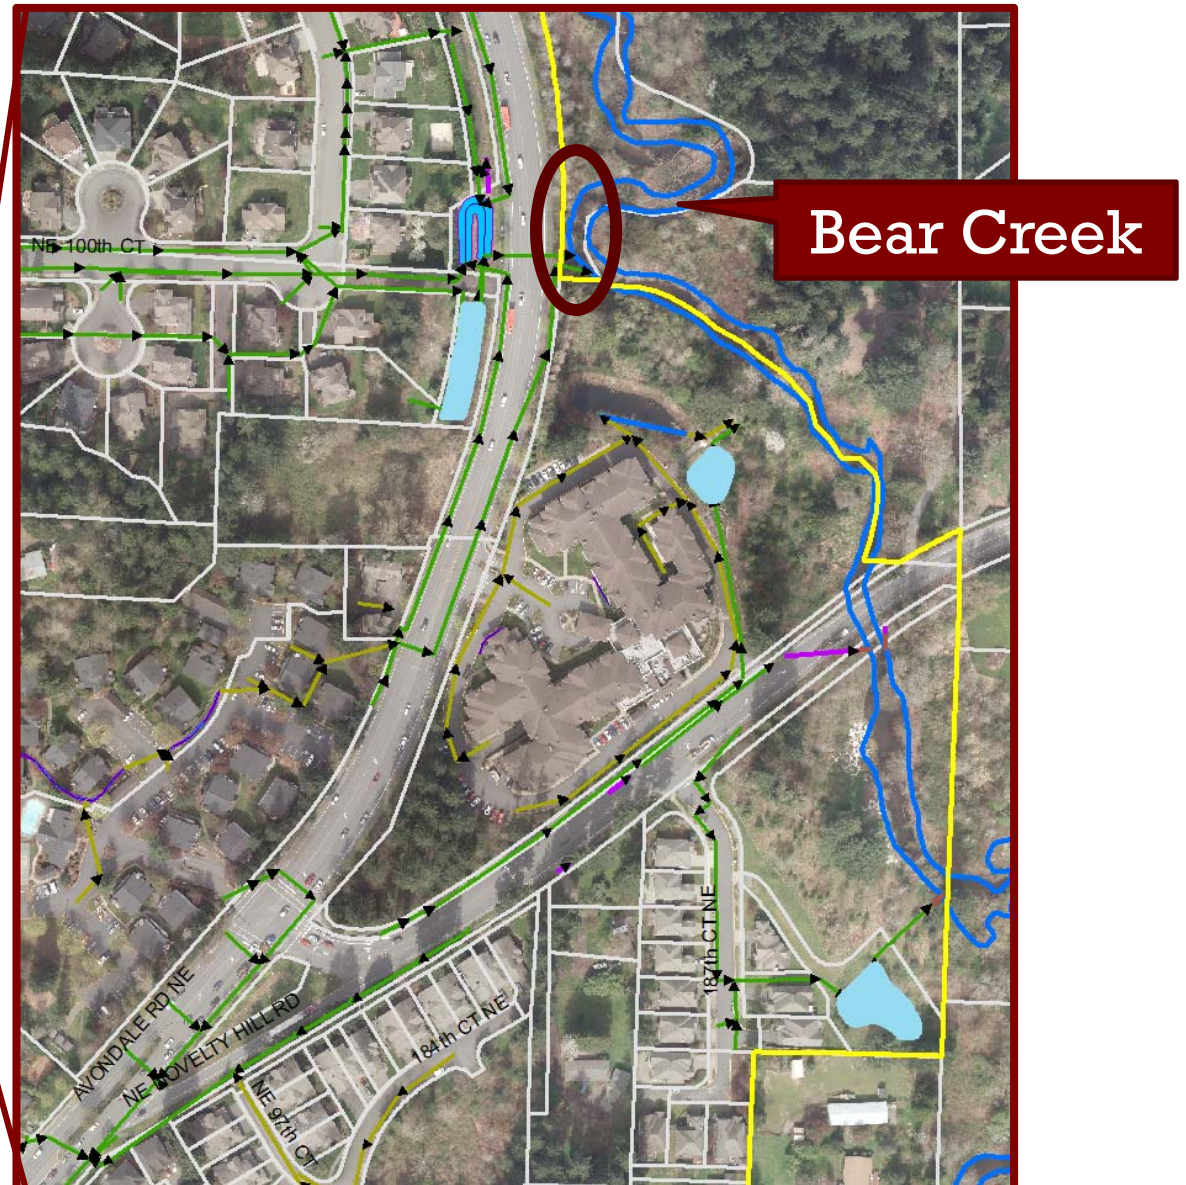 Bear Creek
NE 100th CT
187th CT NE
AVONDALE RD NE
NE NOVELTY HILL RD
184th CT NE
NE 97th CT